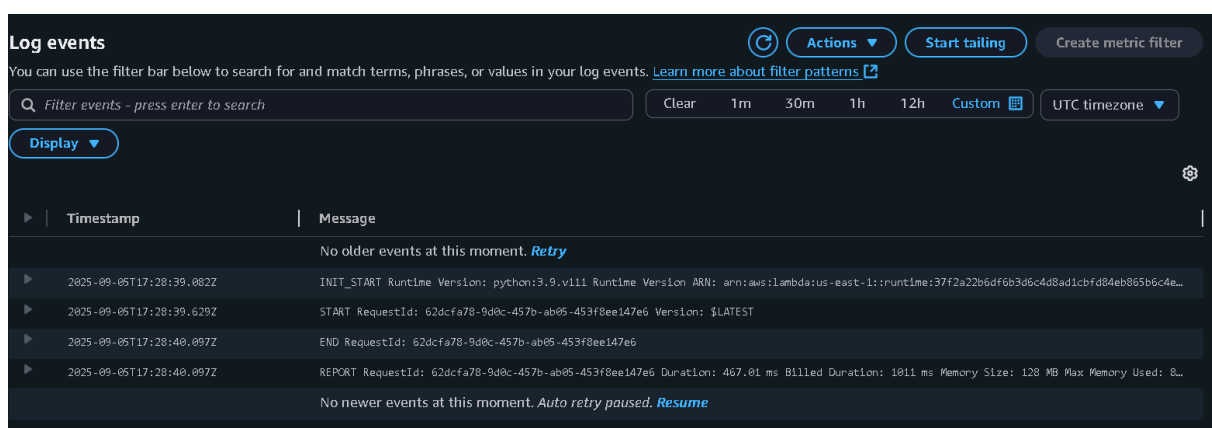 Log events
Actions
Start tailing
Create metric filter
You can use the filter bar below to search for and match terms, phrases, or values in your log events. Learn more about filter patterns
Filter events - press enter to search
Clear 1m 30m 1h 12h Custom UTC timezone
Display
Timestamp Message
No older events at this moment. Retry
2025-09-05T17:28:39.082Z INIT_START Runtime Version: python:3.9.v111 Runtime Version ARN: arn:aws:lambda:us-east-1::runtime:37f2a22b6df6b3d6c4d8ad1cbfd84eb865b6c4e…
2025-09-05T17:28:39.629Z START RequestId: 62dcfa78-9d0c-457b-ab05-453f8ee147e6 Version: $LATEST
2025-09-05T17:28:40.097Z END RequestId: 62dcfa78-9d0c-457b-ab05-453f8ee147e6
2025-09-05T17:28:40.097Z REPORT RequestId: 62dcfa78-9d0c-457b-ab05-453f8ee147e6 Duration: 467.01 ms Billed Duration: 1011 ms Memory Size: 128 MB Max Memory Used: 8…
No newer events at this moment. Auto retry paused. Resume